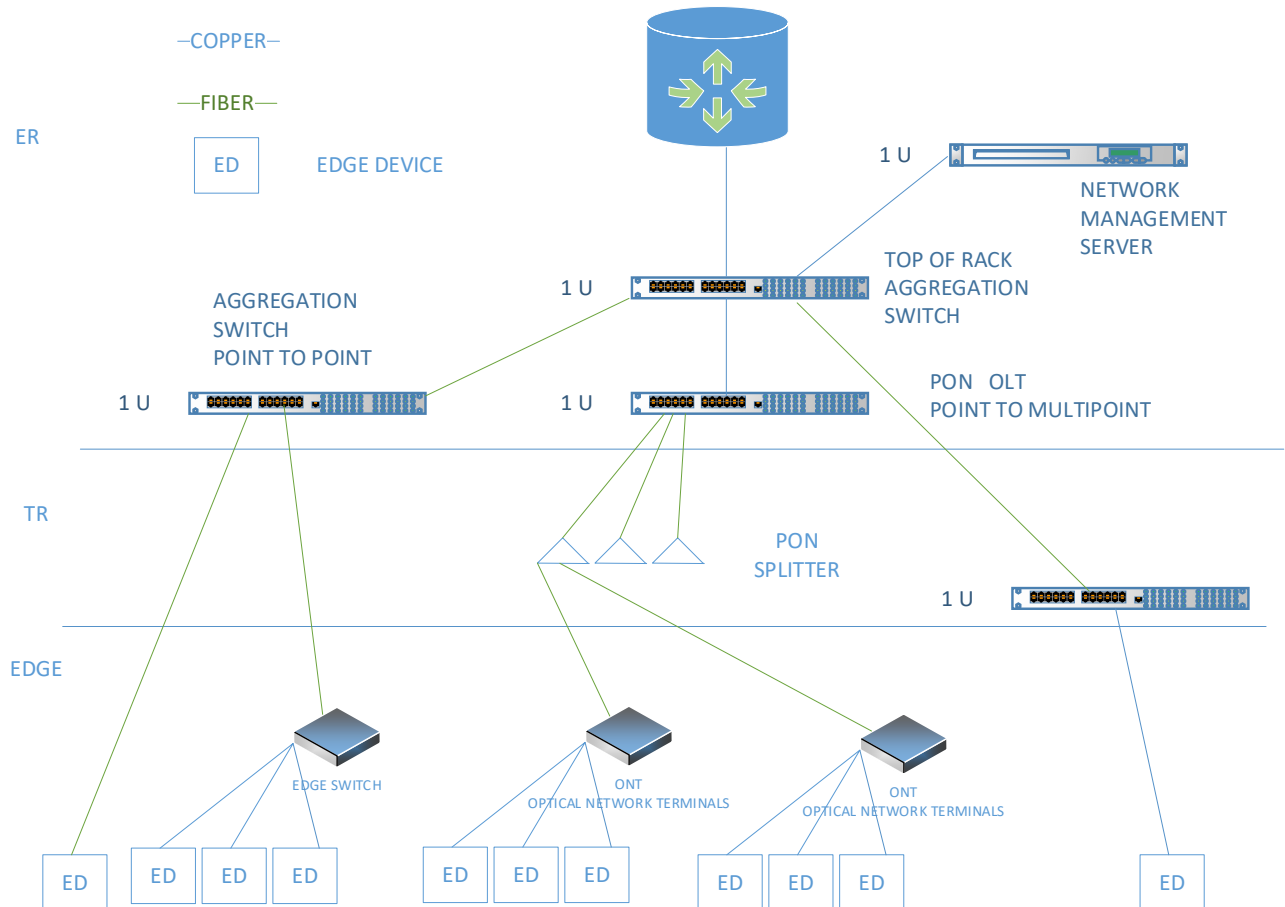 COPPER
FIBER
ER
ED
EDGE DEVICE
1 U
NETWORK
MANAGEMENT
SERVER
1 U
TOP OF RACK
AGGREGATION
SWITCH
AGGREGATION
SWITCH
POINT TO POINT
1 U
1 U
PON OLT
POINT TO MULTIPOINT
TR
PON
SPLITTER
1 U
EDGE
EDGE SWITCH
ONT
OPTICAL NETWORK TERMINALS
ONT
OPTICAL NETWORK TERMINALS
ED
ED
ED
ED
ED
ED
ED
ED
ED
ED
ED